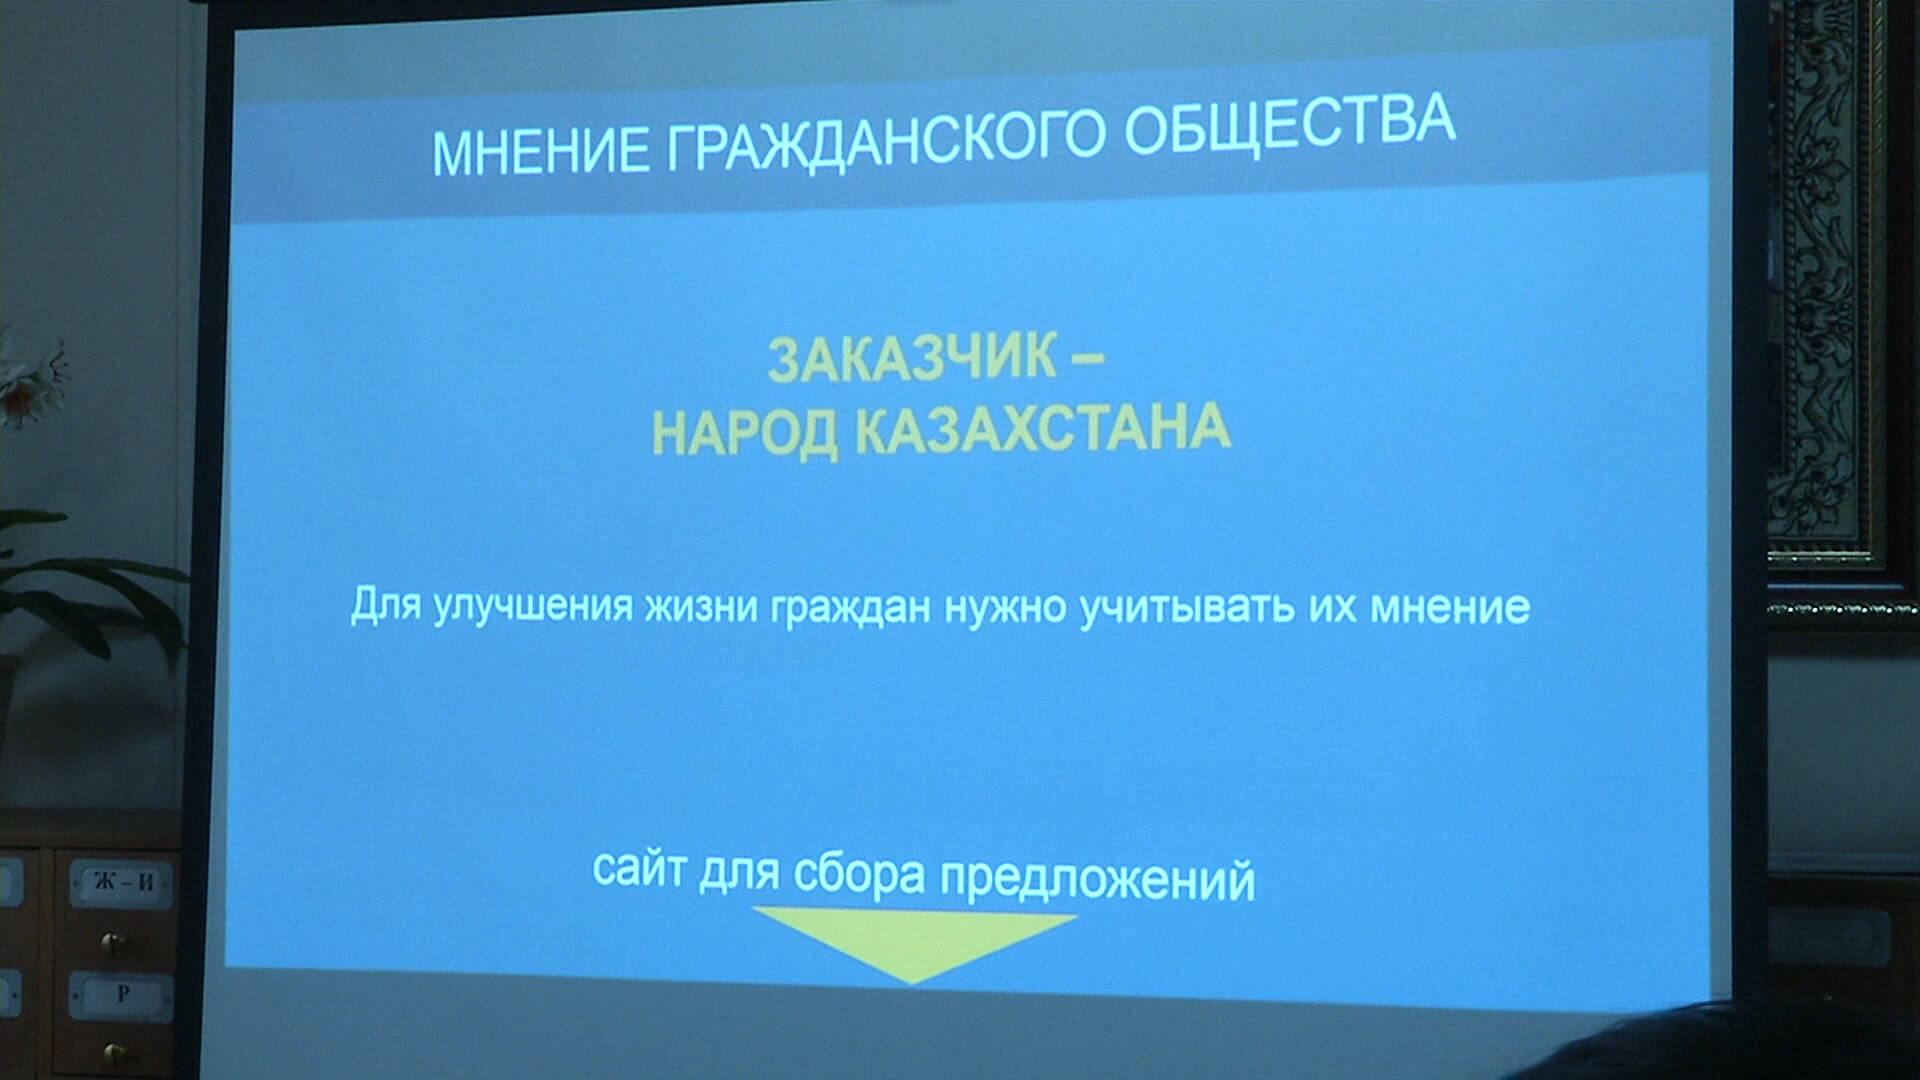 МНЕНИЕ ГРАЖДАНСКОГО ОБЩЕСТВА
ЗАКАЗЧИК –
НАРОД КАЗАХСТАНА
Для улучшения жизни граждан нужно учитывать их мнение
сайт для сбора предложений
Ж – И
Р